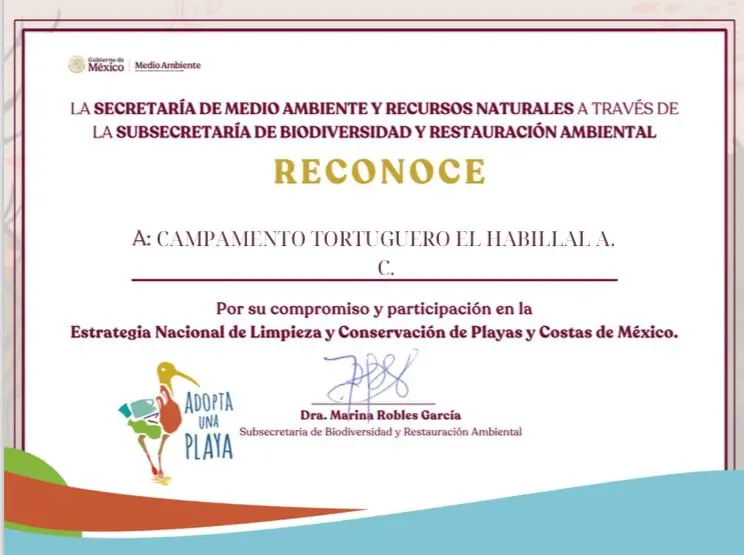 Gobierno de
México
Medio Ambiente
LA SECRETARÍA DE MEDIO AMBIENTE Y RECURSOS NATURALES A TRAVÉS DE
LA SUBSECRETARÍA DE BIODIVERSIDAD Y RESTAURACIÓN AMBIENTAL
RECONOCE
A: CAMPAMENTO TORTUGUERO EL HABILLAL A.
C.
Por su compromiso y participación en la
Estrategia Nacional de Limpieza y Conservación de Playas y Costas de México.
ADOPTA
UNA
PLAYA
Dra. Marina Robles García
Subsecretaria de Biodiversidad y Restauración Ambiental